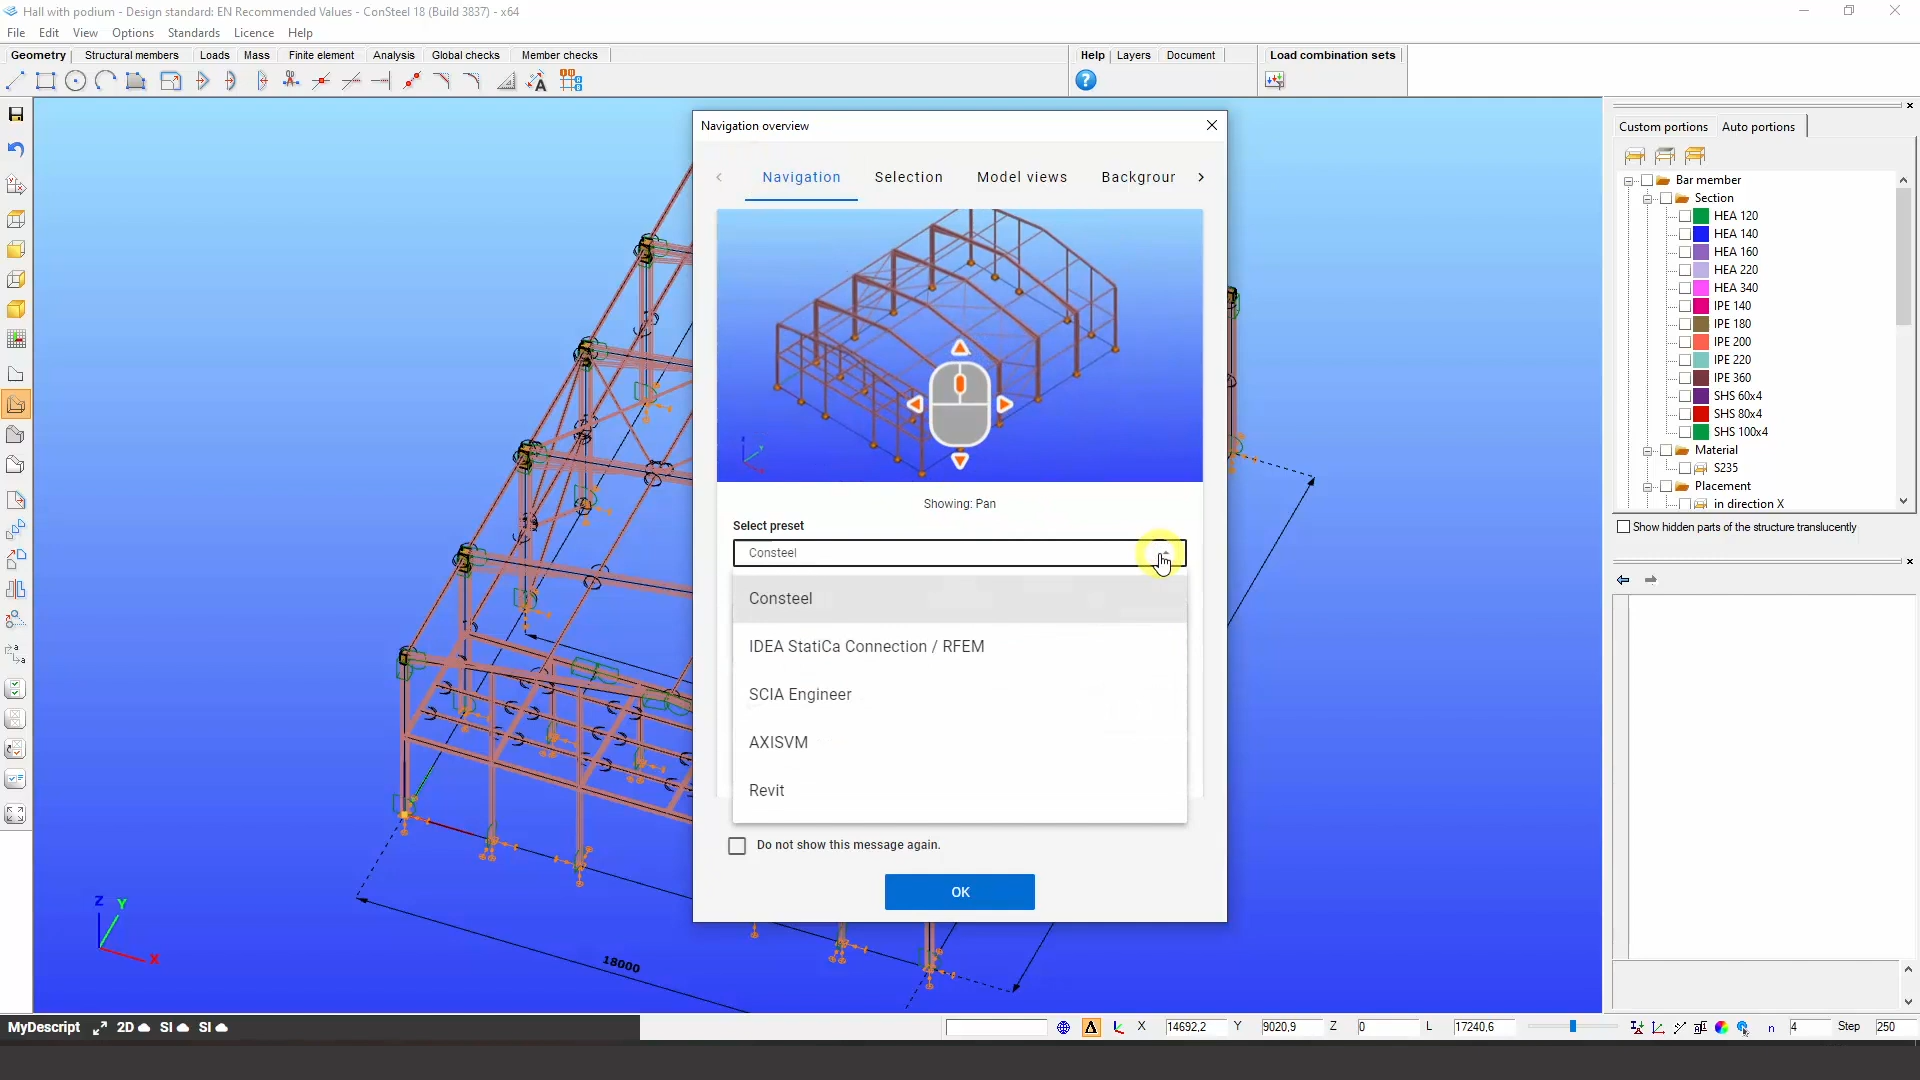 Hall with podium - Design standard: EN Recommended Values - ConSteel 18 (Build 3837) - x64
File Edit View Options Standards Licence Help
Geometry Structural members Loads Mass Finite element Analysis Global checks Member checks
Help Layers Document
Load combination sets
Navigation overview
Navigation Selection Model views Backgrour
Showing: Pan
Select preset
Consteel
Consteel
IDEA StatiCa Connection / RFEM
SCIA Engineer
AXISVM
Revit
Do not show this message again.
OK
Custom portions Auto portions
Bar member
Section
HEA 120
HEA 140
HEA 160
HEA 220
HEA 340
IPE 140
IPE 180
IPE 200
IPE 220
IPE 360
SHS 60x4
SHS 80x4
SHS 100x4
Material
S235
Placement
in direction X
Show hidden parts of the structure translucently
Z Y
X
18000
MyDescript 2D SI SI
X 14692,2 Y 9020,9 Z 0 L 17240,6 n 4 Step 250